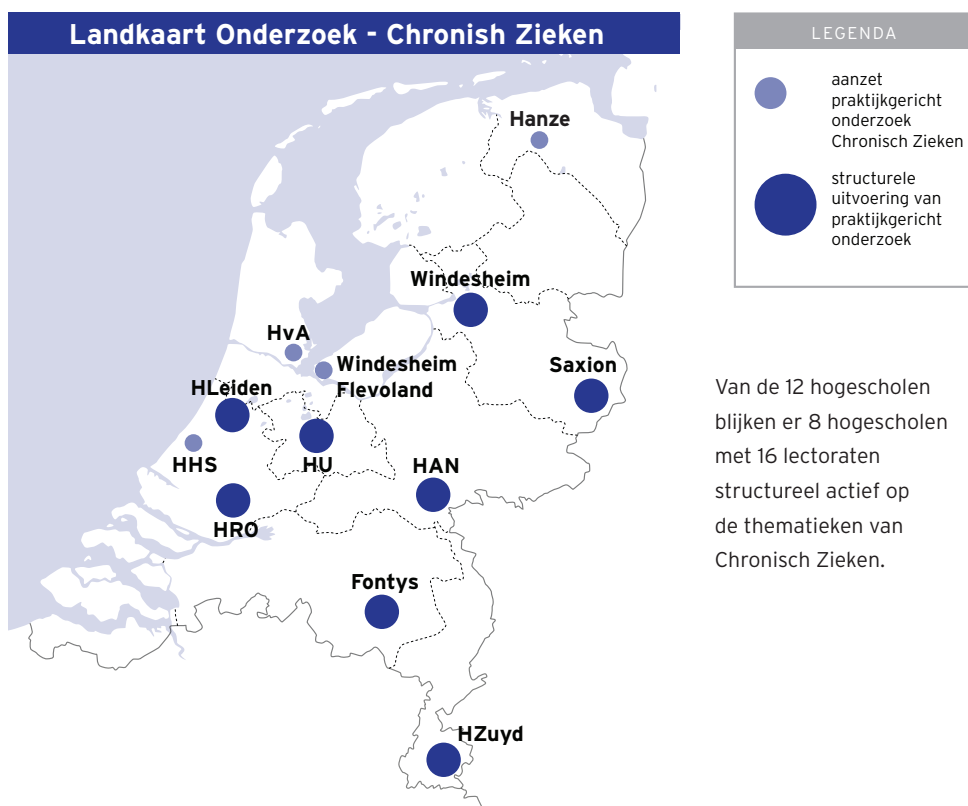 Landkaart Onderzoek - Chronish Zieken
LEGENDA
aanzet
praktijkgericht
onderzoek
Chronisch Zieken
structurele
uitvoering van
praktijkgericht
onderzoek
Hanze
Windesheim
HvA
Windesheim
Flevoland
Saxion
HLeiden
HHS
HU
HAN
HRO
Fontys
HZuyd
Van de 12 hogescholen
blijken er 8 hogescholen
met 16 lectoraten
structureel actief op
de thematieken van
Chronisch Zieken.